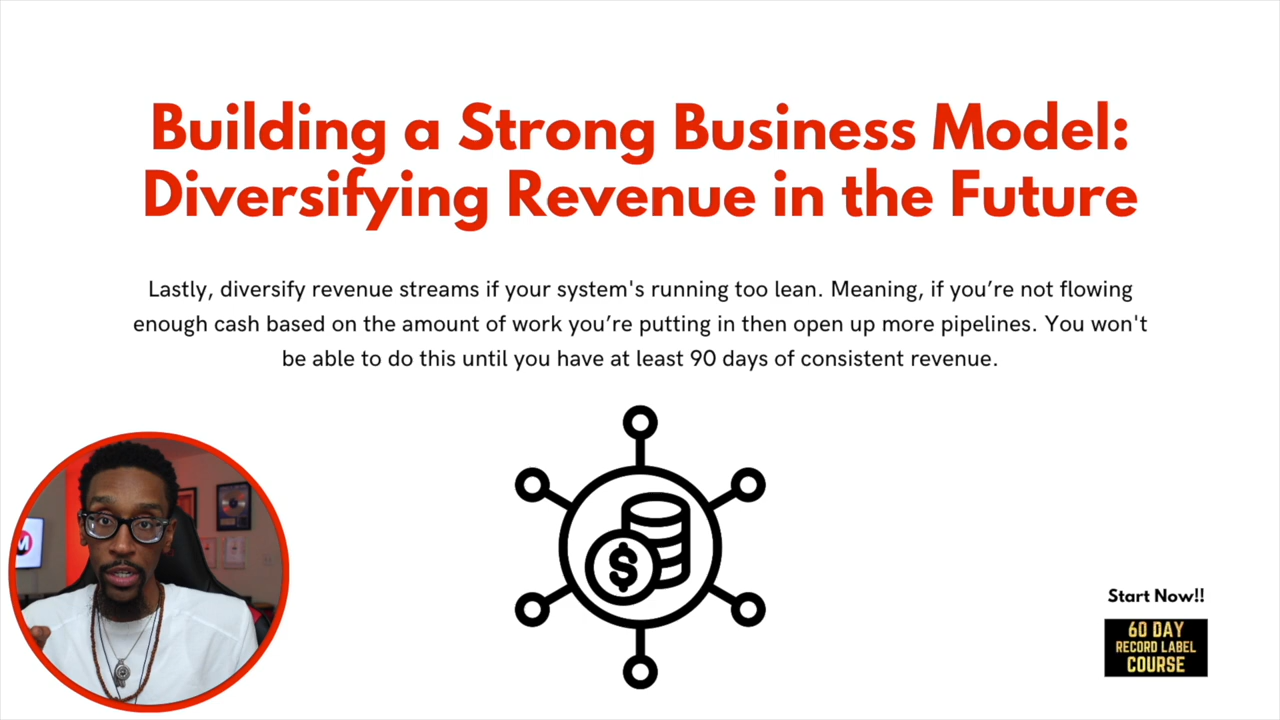 Building a Strong Business Model:
Diversifying Revenue in the Future
Lastly, diversify revenue streams if your system's running too lean. Meaning, if you’re not flowing
enough cash based on the amount of work you’re putting in then open up more pipelines. You won't
be able to do this until you have at least 90 days of consistent revenue.
$
M
Start Now!!
60 DAY
RECORD LABEL
COURSE